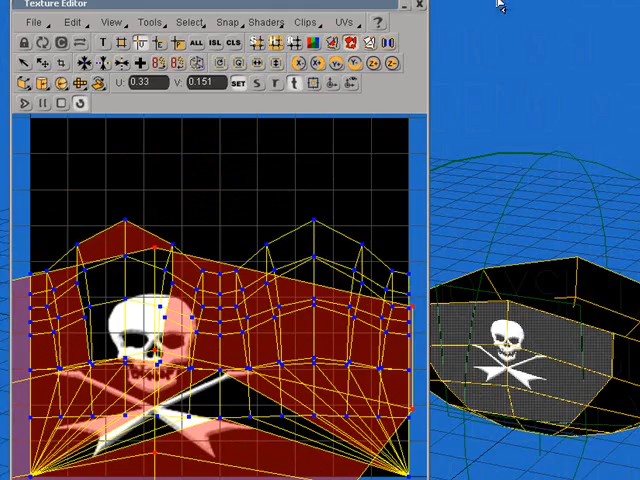 Texture Editor
File Edit View Tools Select Snap Shaders Clips UVs ?
T U E P ALL ISL CLS
X- X+ Y- Y+ Z- Z+
U: 0.33 V: 0.151 SET s r t